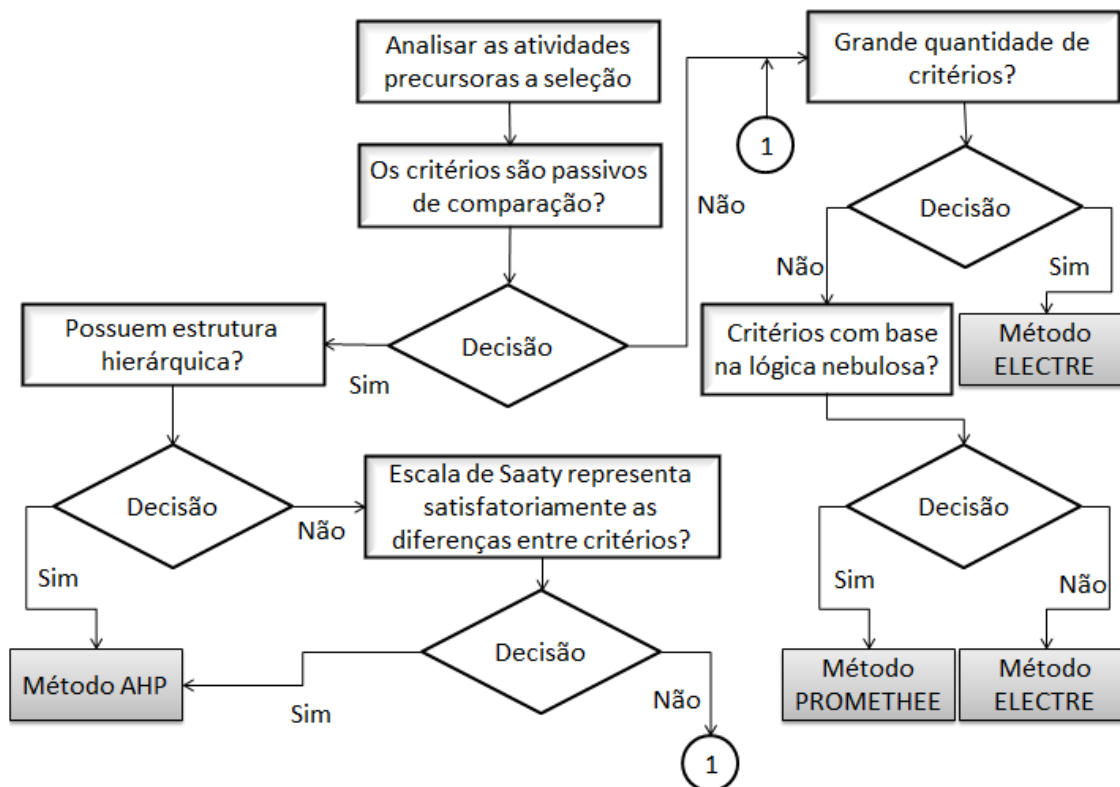 Analisar as atividades
precursoras a seleção
Os critérios são passivos
de comparação?
Decisão
Sim
Não
Possuem estrutura
hierárquica?
Decisão
Sim
Não
Método AHP
Escala de Saaty representa
satisfatoriamente as
diferenças entre critérios?
Decisão
Sim
Não
1
1
Grande quantidade de
critérios?
Decisão
Não
Sim
Método
ELECTRE
Critérios com base
na lógica nebulosa?
Decisão
Sim
Não
Método
PROMETHEE
Método
ELECTRE